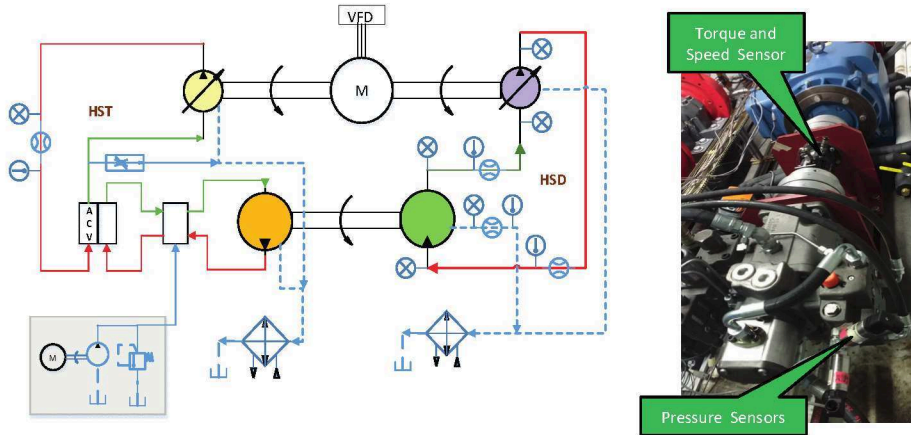 VFD
M
HST
HSD
A
C
V
M
Torque and
Speed Sensor
Pressure Sensors